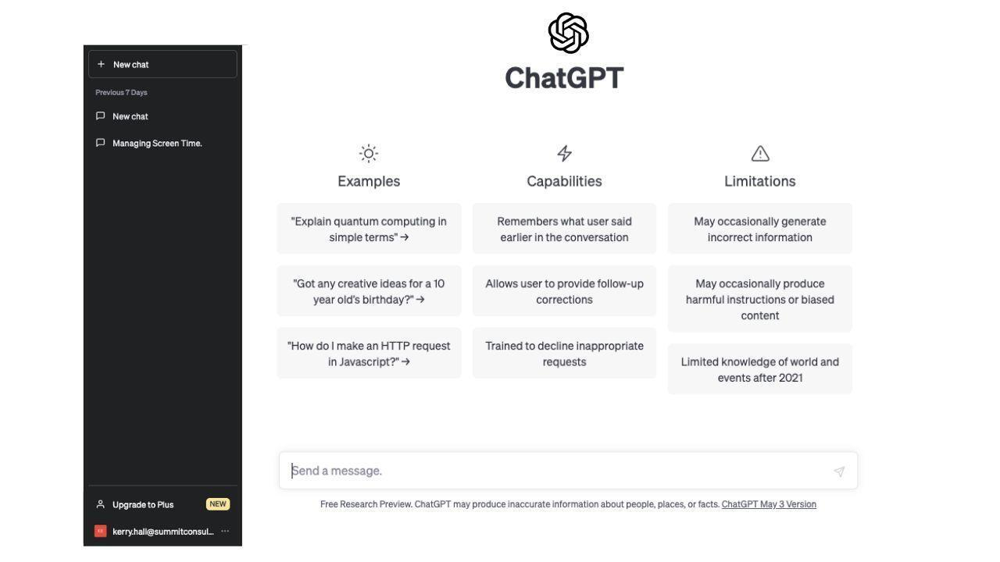 New chat
Previous 7 Days
New chat
Managing Screen Time.
Upgrade to Plus
NEW
kerry.hall@summitconsul...
ChatGPT
Examples
"Explain quantum computing in
simple terms" →
"Got any creative ideas for a 10
year old's birthday?" →
"How do I make an HTTP request
in Javascript?" →
Capabilities
Remembers what user said
earlier in the conversation
Allows user to provide follow-up
corrections
Trained to decline inappropriate
requests
Limitations
May occasionally generate
incorrect information
May occasionally produce
harmful instructions or biased
content
Limited knowledge of world and
events after 2021
Send a message.
Free Research Preview. ChatGPT may produce inaccurate information about people, places, or facts. ChatGPT May 3 Version